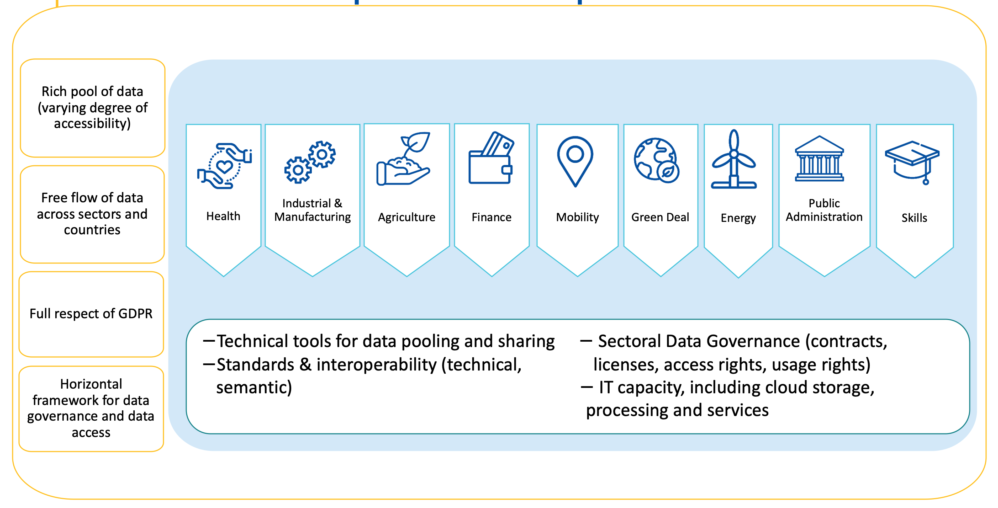 Rich pool of data
(varying degree of
accessibility)
Free flow of data
across sectors and
countries
Full respect of GDPR
Horizontal
framework for data
governance and data
access
Health
Industrial &
Manufacturing
Agriculture
Finance
Mobility
Green Deal
Energy
Public
Administration
Skills
—Technical tools for data pooling and sharing
—Standards & interoperability (technical,
semantic)
— Sectoral Data Governance (contracts,
licenses, access rights, usage rights)
— IT capacity, including cloud storage,
processing and services